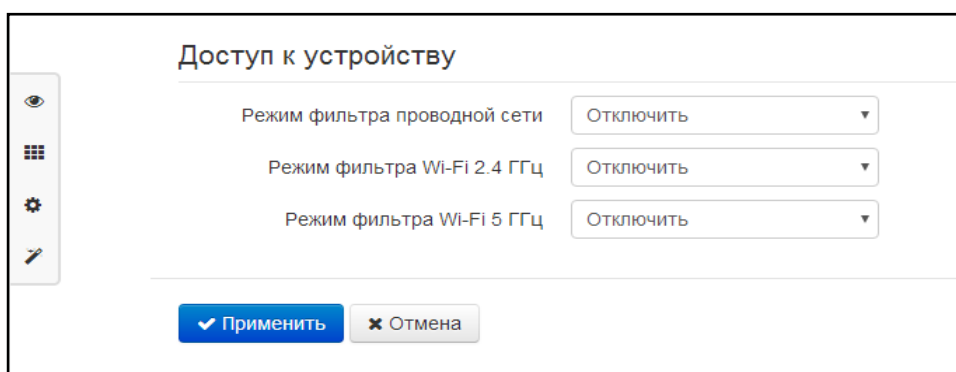 Доступ к устройству
Режим фильтра проводной сети Отключить
Режим фильтра Wi-Fi 2.4 ГГц Отключить
Режим фильтра Wi-Fi 5 ГГц Отключить
Применить Отмена